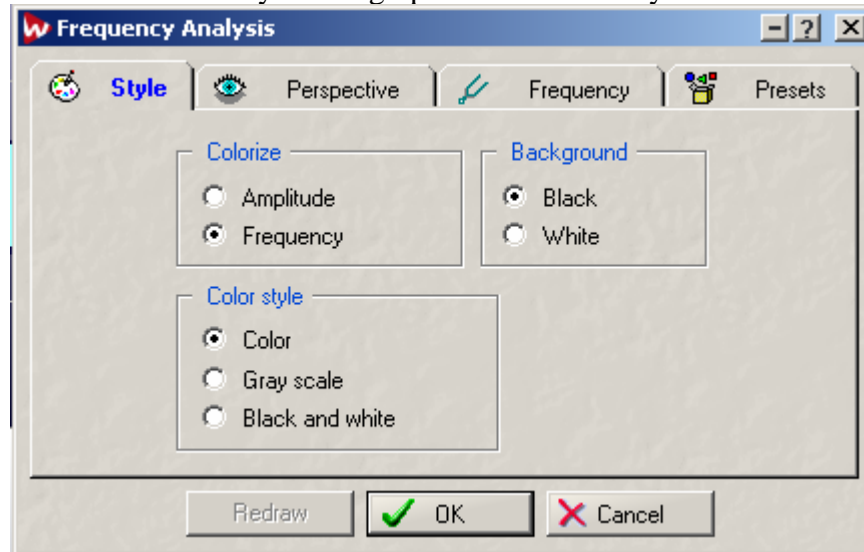 Frequency Analysis
Style Perspective Frequency Presets
Colorize
Amplitude
Frequency
Background
Black
White
Color style
Color
Gray scale
Black and white
Redraw OK Cancel